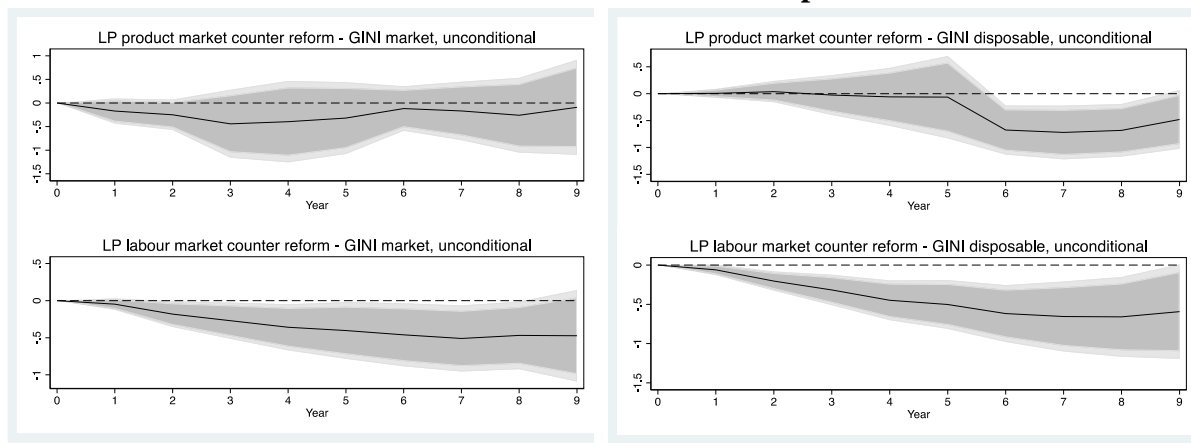 LP product market counter reform - GINI market, unconditional
1
.5
0
-.5
-1
-1.5
0 1 2 3 4 5 6 7 8 9
Year
LP labour market counter reform - GINI market, unconditional
.5
0
-.5
-1
0 1 2 3 4 5 6 7 8 9
Year
LP product market counter reform - GINI disposable, unconditional
.5
0
-.5
-1
-1.5
0 1 2 3 4 5 6 7 8 9
Year
LP labour market counter reform - GINI disposable, unconditional
0
-.5
-1
-1.5
0 1 2 3 4 5 6 7 8 9
Year